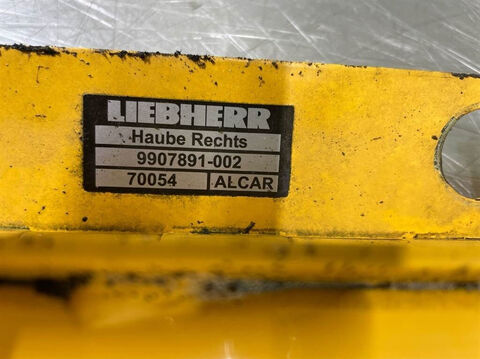 LIEBHERR
Haube Rechts
9907891-002
70054 ALCAR